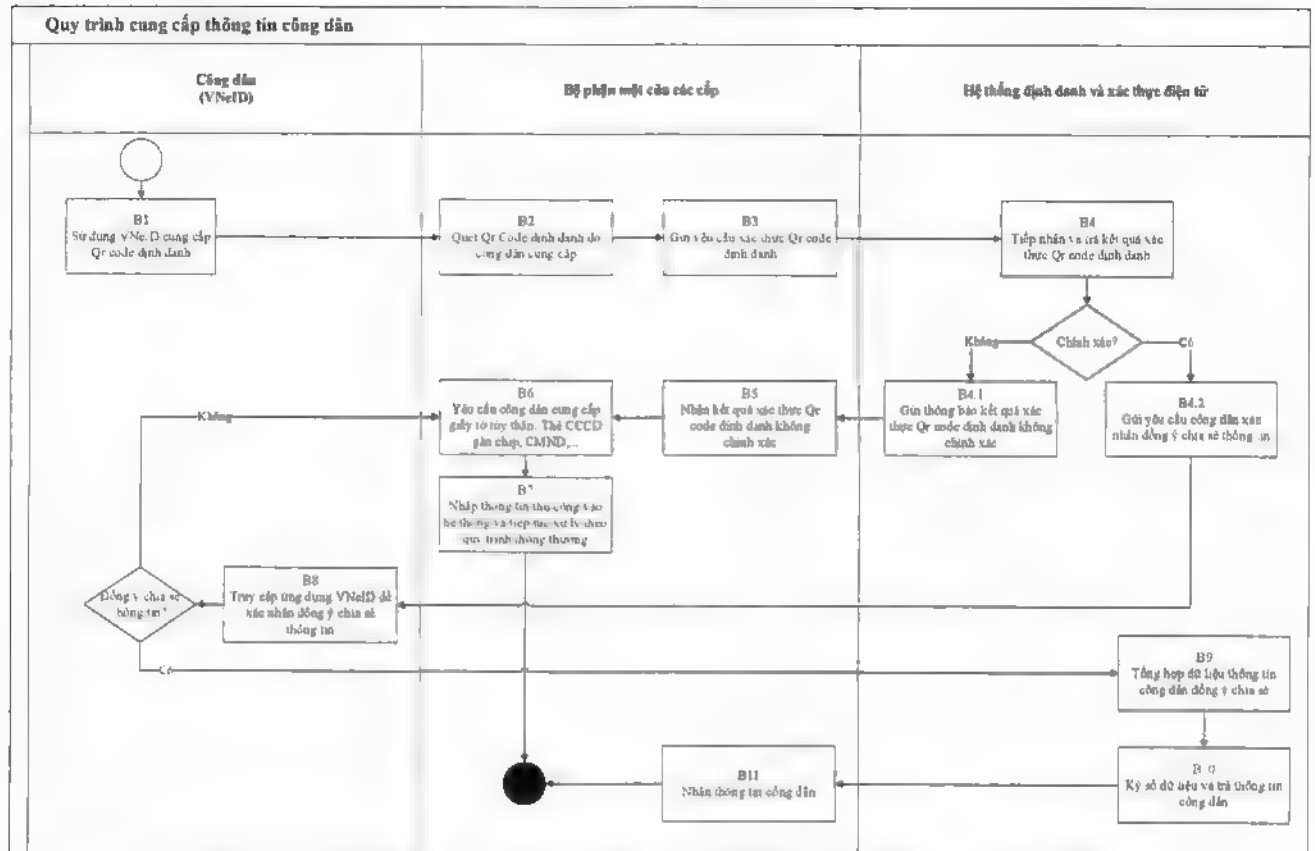 Quy trình cung cấp thông tin công dân
Công dân
(VNeID)
Bộ phận một cửa các cấp
Hệ thống định danh và xác thực điện tử
B1
Sử dụng VNeID cung cấp
Qr code định danh
B2
Quét Qr Code định danh do
công dân cung cấp
B3
Gửi yêu cầu xác thực Qr code
định danh
B4
Tiếp nhận và trả kết quả xác
thực Qr code định danh
Không
Chính xác?
Có
B6
Yêu cầu công dân cung cấp
giấy tờ tùy thân. Thẻ CCCD
gắn chip, CMND,...
B5
Nhận kết quả xác thực Qr
code định danh không
chính xác
B4.1
Gửi thông báo kết quả xác
thực Qr code định danh không
chính xác
B4.2
Gửi yêu cầu công dân xác
nhận đồng ý chia sẻ thông tin
Không
B7
Nhập thông tin thủ công vào
hệ thống và tiếp tục xử lý theo
quy trình thông thường
Đồng ý chia sẻ
thông tin?
B8
Truy cập ứng dụng VNeID để
xác nhận đồng ý chia sẻ
thông tin
Có
B9
Tổng hợp dữ liệu thông tin
công dân đồng ý chia sẻ
B10
Ký số dữ liệu và trả thông tin
công dân
B11
Nhận thông tin công dân